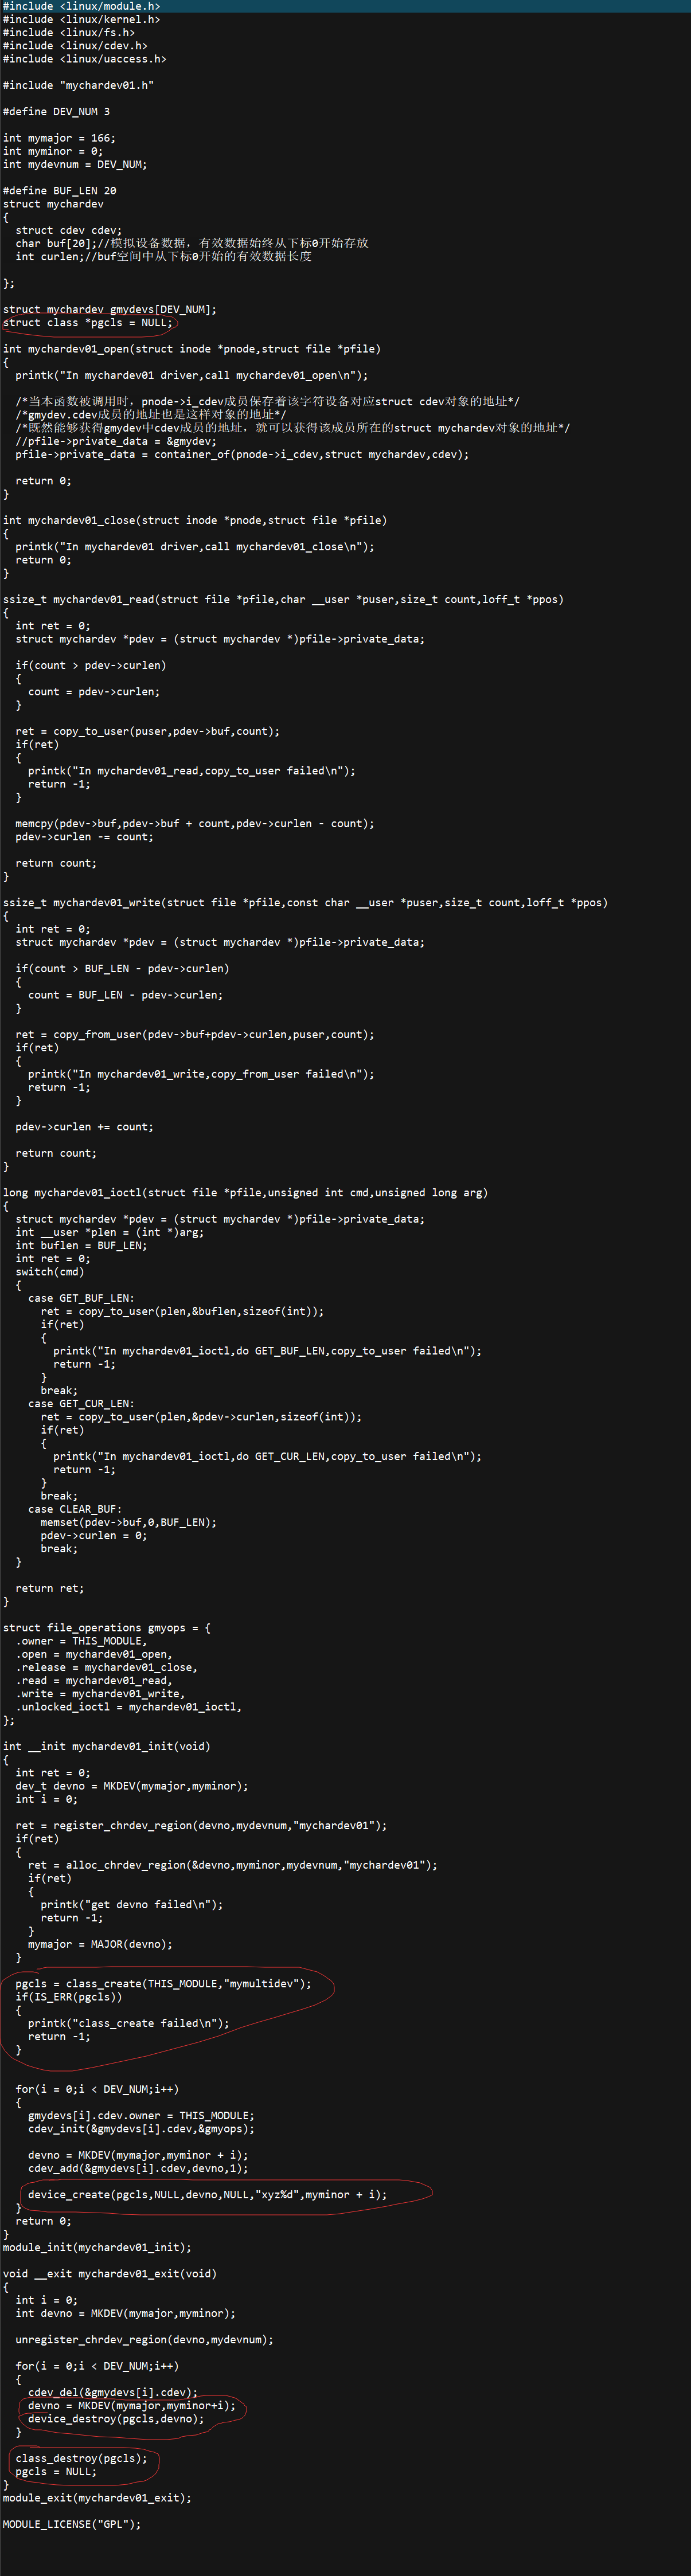 #include <linux/module.h>
#include <linux/kernel.h>
#include <linux/fs.h>
#include <linux/cdev.h>
#include <linux/uaccess.h>

#include "mychardev01.h"

#define DEV_NUM 3

int mymajor = 166;
int myminor = 0;
int mydevnum = DEV_NUM;

#define BUF_LEN 20
struct mychardev
{
  struct cdev cdev;
  char buf[20];//模拟设备数据，有效数据始终从下标0开始存放
  int curlen;//buf空间中从下标0开始的有效数据长度

};

struct mychardev gmydevs[DEV_NUM];
struct class *pgcls = NULL;

int mychardev01_open(struct inode *pnode,struct file *pfile)
{
  printk("In mychardev01 driver,call mychardev01_open\n");

  /*当本函数被调用时，pnode->i_cdev成员保存着该字符设备对应struct cdev对象的地址*/
  /*gmydev.cdev成员的地址也是这样对象的地址*/
  /*既然能够获得gmydev中cdev成员的地址，就可以获得该成员所在的struct mychardev对象的地址*/
  //pfile->private_data = &gmydev;
  pfile->private_data = container_of(pnode->i_cdev,struct mychardev,cdev);

  return 0;
}

int mychardev01_close(struct inode *pnode,struct file *pfile)
{
  printk("In mychardev01 driver,call mychardev01_close\n");
  return 0;
}

ssize_t mychardev01_read(struct file *pfile,char __user *puser,size_t count,loff_t *ppos)
{
  int ret = 0;
  struct mychardev *pdev = (struct mychardev *)pfile->private_data;

  if(count > pdev->curlen)
  {
    count = pdev->curlen;
  }

  ret = copy_to_user(puser,pdev->buf,count);
  if(ret)
  {
    printk("In mychardev01_read,copy_to_user failed\n");
    return -1;
  }

  memcpy(pdev->buf,pdev->buf + count,pdev->curlen - count);
  pdev->curlen -= count;

  return count;
}

ssize_t mychardev01_write(struct file *pfile,const char __user *puser,size_t count,loff_t *ppos)
{
  int ret = 0;
  struct mychardev *pdev = (struct mychardev *)pfile->private_data;

  if(count > BUF_LEN - pdev->curlen)
  {
    count = BUF_LEN - pdev->curlen;
  }

  ret = copy_from_user(pdev->buf+pdev->curlen,puser,count);
  if(ret)
  {
    printk("In mychardev01_write,copy_from_user failed\n");
    return -1;
  }

  pdev->curlen += count;

  return count;
}

long mychardev01_ioctl(struct file *pfile,unsigned int cmd,unsigned long arg)
{
  struct mychardev *pdev = (struct mychardev *)pfile->private_data;
  int __user *plen = (int *)arg;
  int buflen = BUF_LEN;
  int ret = 0;
  switch(cmd)
  {
    case GET_BUF_LEN:
      ret = copy_to_user(plen,&buflen,sizeof(int));
      if(ret)
      {
        printk("In mychardev01_ioctl,do GET_BUF_LEN,copy_to_user failed\n");
        return -1;
      }
      break;
    case GET_CUR_LEN:
      ret = copy_to_user(plen,&pdev->curlen,sizeof(int));
      if(ret)
      {
        printk("In mychardev01_ioctl,do GET_CUR_LEN,copy_to_user failed\n");
        return -1;
      }
      break;
    case CLEAR_BUF:
      memset(pdev->buf,0,BUF_LEN);
      pdev->curlen = 0;
      break;
  }

  return ret;
}

struct file_operations gmyops = {
  .owner = THIS_MODULE,
  .open = mychardev01_open,
  .release = mychardev01_close,
  .read = mychardev01_read,
  .write = mychardev01_write,
  .unlocked_ioctl = mychardev01_ioctl,
};

int __init mychardev01_init(void)
{
  int ret = 0;
  dev_t devno = MKDEV(mymajor,myminor);
  int i = 0;

  ret = register_chrdev_region(devno,mydevnum,"mychardev01");
  if(ret)
  {
    ret = alloc_chrdev_region(&devno,myminor,mydevnum,"mychardev01");
    if(ret)
    {
      printk("get devno failed\n");
      return -1;
    }
    mymajor = MAJOR(devno);
  }

  pgcls = class_create(THIS_MODULE,"mymultidev");
  if(IS_ERR(pgcls))
  {
    printk("class_create failed\n");
    return -1;
  }

  for(i = 0;i < DEV_NUM;i++)
  {
    gmydevs[i].cdev.owner = THIS_MODULE;
    cdev_init(&gmydevs[i].cdev,&gmyops);

    devno = MKDEV(mymajor,myminor + i);
    cdev_add(&gmydevs[i].cdev,devno,1);

    device_create(pgcls,NULL,devno,NULL,"xyz%d",myminor + i);
  }
  return 0;
}
module_init(mychardev01_init);

void __exit mychardev01_exit(void)
{
  int i = 0;
  int devno = MKDEV(mymajor,myminor);

  unregister_chrdev_region(devno,mydevnum);

  for(i = 0;i < DEV_NUM;i++)
  {
    cdev_del(&gmydevs[i].cdev);
    devno = MKDEV(mymajor,myminor+i);
    device_destroy(pgcls,devno);
  }

  class_destroy(pgcls);
  pgcls = NULL;
}
module_exit(mychardev01_exit);

MODULE_LICENSE("GPL");